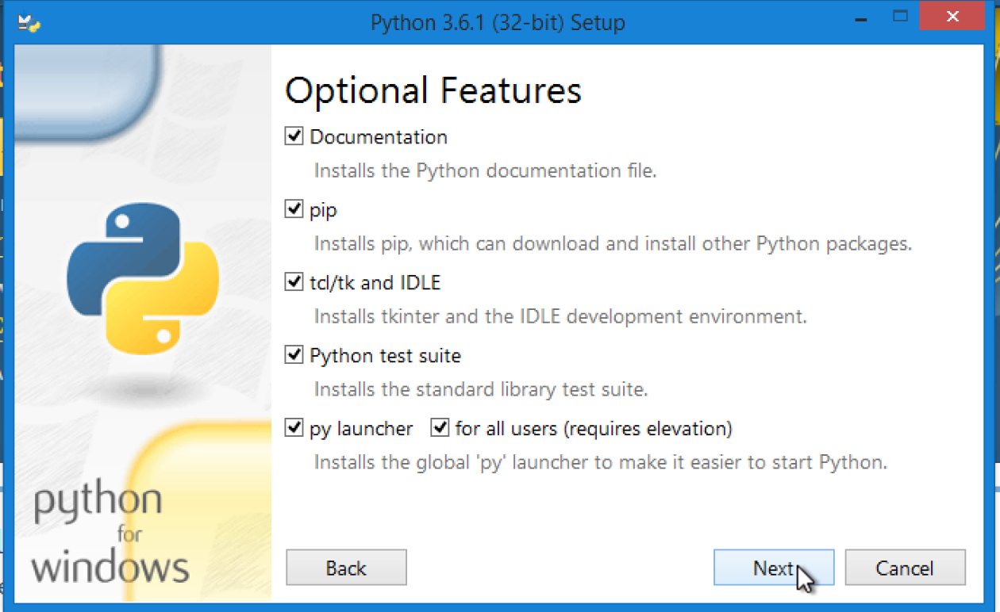 Python 3.6.1 (32-bit) Setup
Optional Features
Documentation
Installs the Python documentation file.
pip
Installs pip, which can download and install other Python packages.
tcl/tk and IDLE
Installs tkinter and the IDLE development environment.
Python test suite
Installs the standard library test suite.
py launcher for all users (requires elevation)
Installs the global 'py' launcher to make it easier to start Python.
python
for
windows
Back Next Cancel